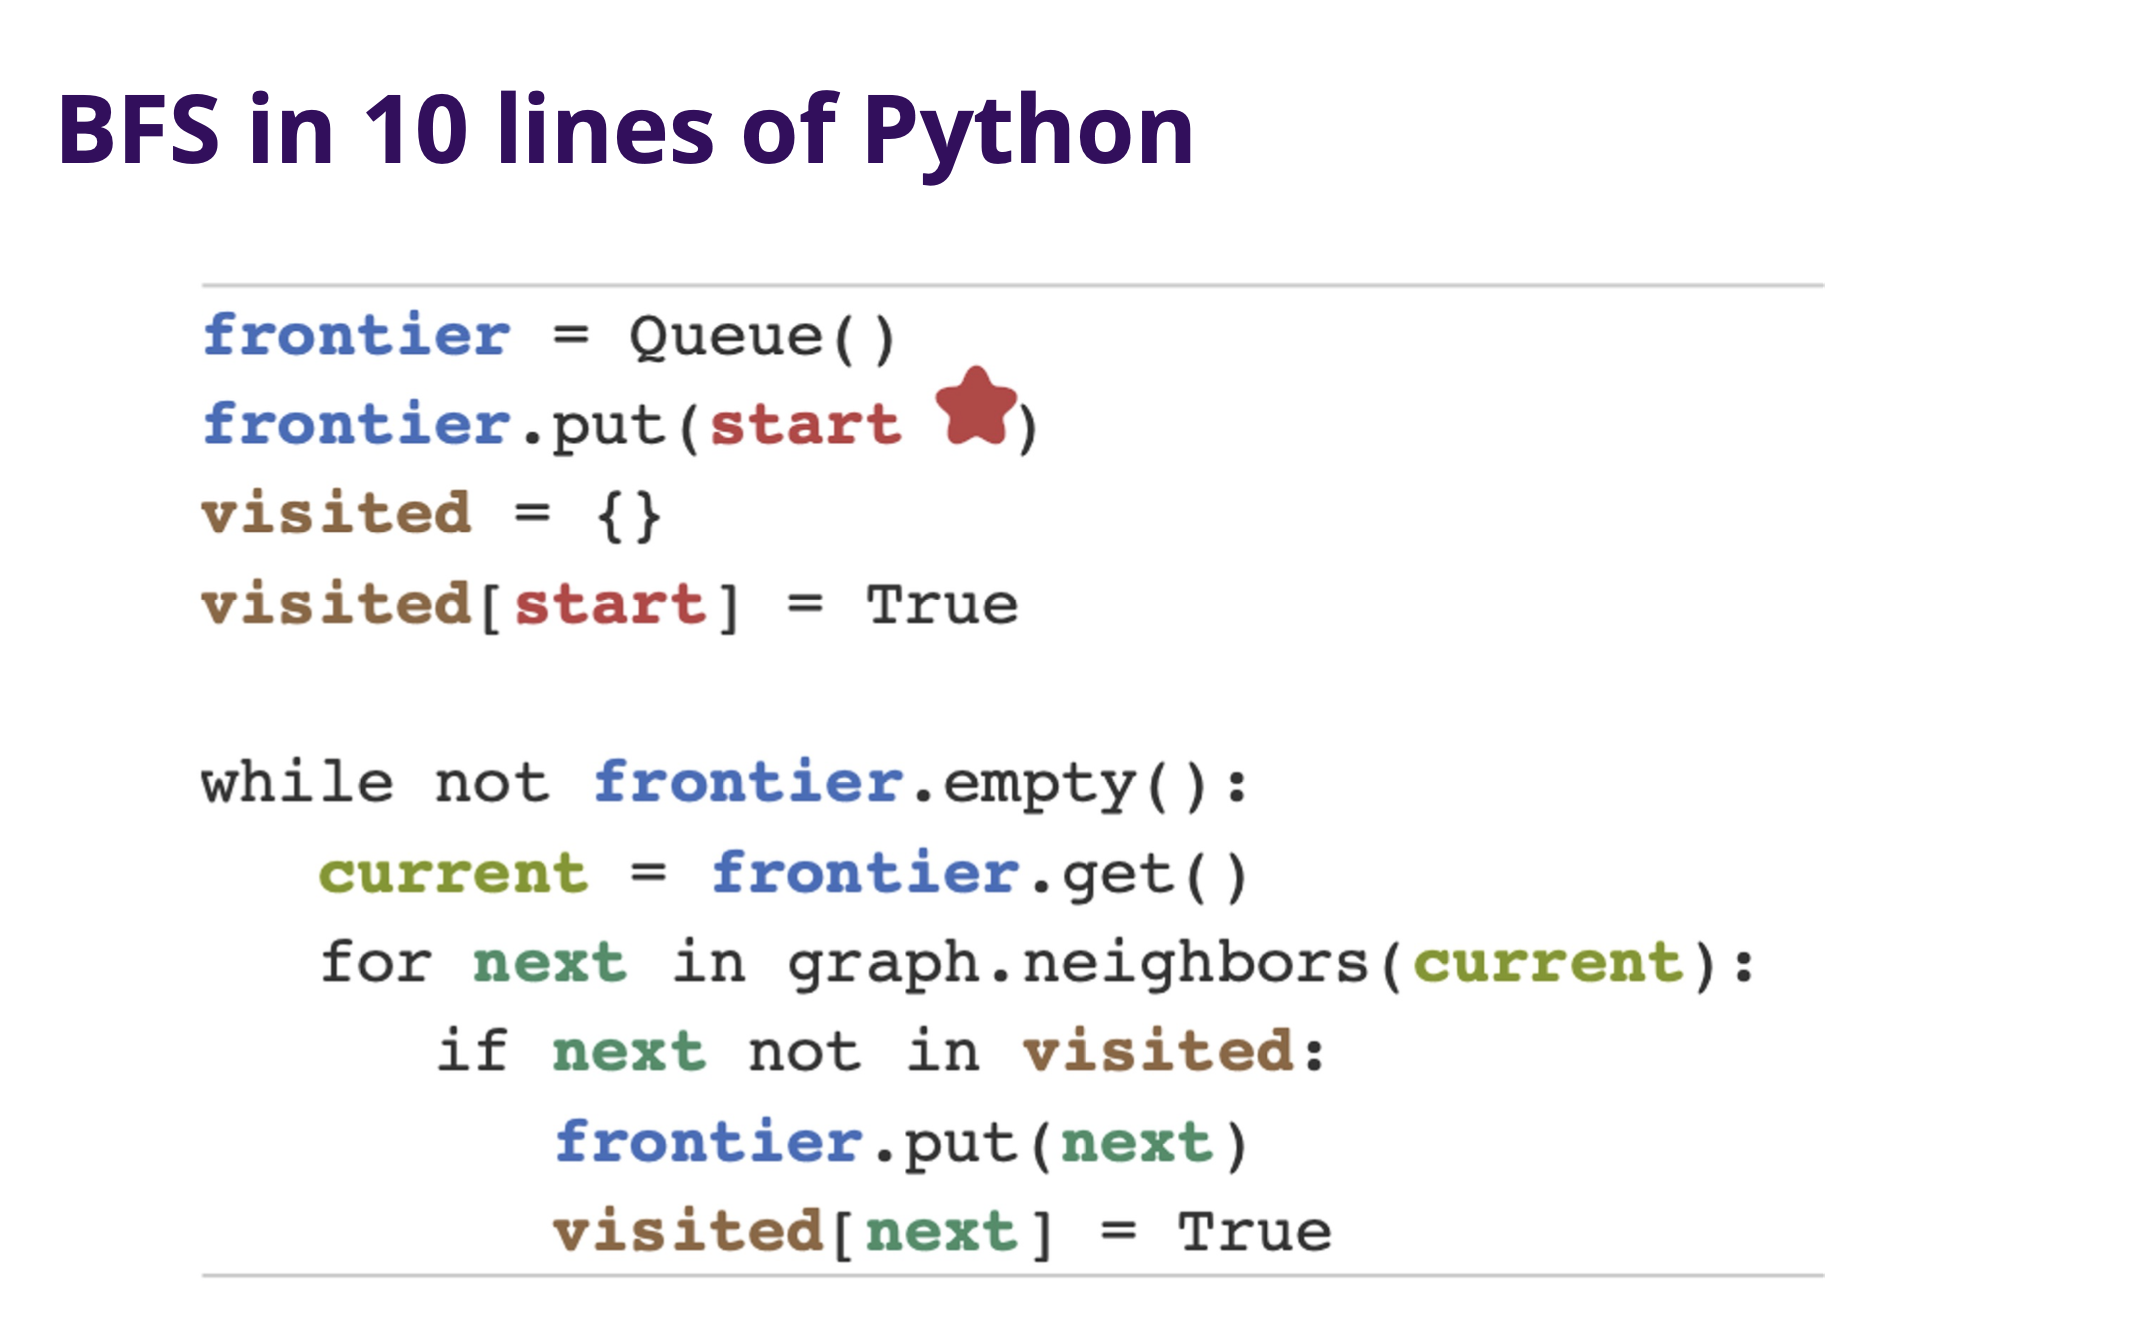 BFS in 10 lines of Python
frontier = Queue()
frontier.put(start )
visited = {}
visited[start] = True
while not frontier.empty():
   current = frontier.get()
   for next in graph.neighbors(current):
      if next not in visited:
         frontier.put(next)
         visited[next] = True